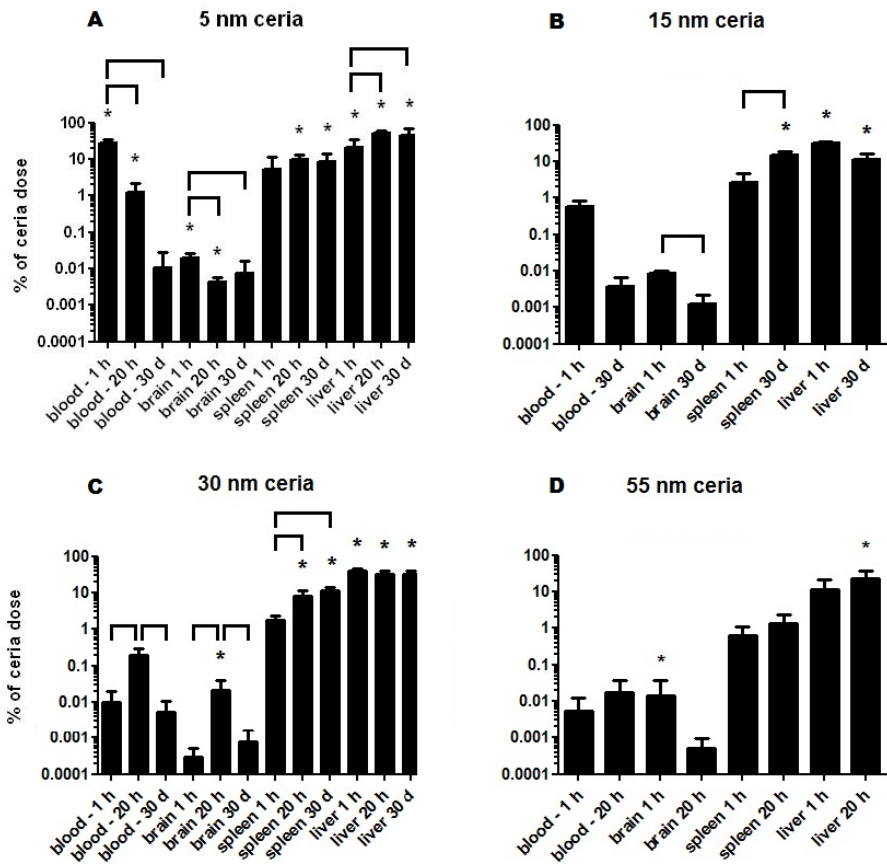 A 5 nm ceria
% of ceria dose
100
10
1
0.1
0.01
0.001
0.0001
* * * * * * * * *
blood - 1 h
blood - 20 h
blood - 30 d
brain 1 h
brain 20 h
brain 30 d
spleen 1 h
spleen 20 h
spleen 30 d
liver 1 h
liver 20 h
liver 30 d
B 15 nm ceria
100
10
1
0.1
0.01
0.001
0.0001
* * *
blood - 1 h
blood - 30 d
brain 1 h
brain 30 d
spleen 1 h
spleen 30 d
liver 1 h
liver 30 d
C 30 nm ceria
% of ceria dose
100
10
1
0.1
0.01
0.001
0.0001
* * * * * *
blood - 1 h
blood - 20 h
blood - 30 d
brain 1 h
brain 20 h
brain 30 d
spleen 1 h
spleen 20 h
spleen 30 d
liver 1 h
liver 20 h
liver 30 d
D 55 nm ceria
100
10
1
0.1
0.01
0.001
0.0001
* *
blood - 1 h
blood - 20 h
brain 1 h
brain 20 h
spleen 1 h
spleen 20 h
liver 1 h
liver 20 h